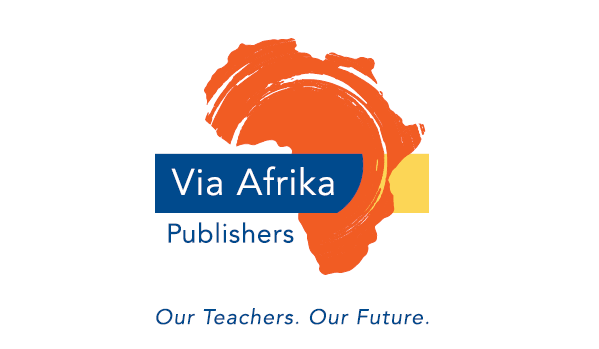 Via Afrika
Publishers
Our Teachers. Our Future.